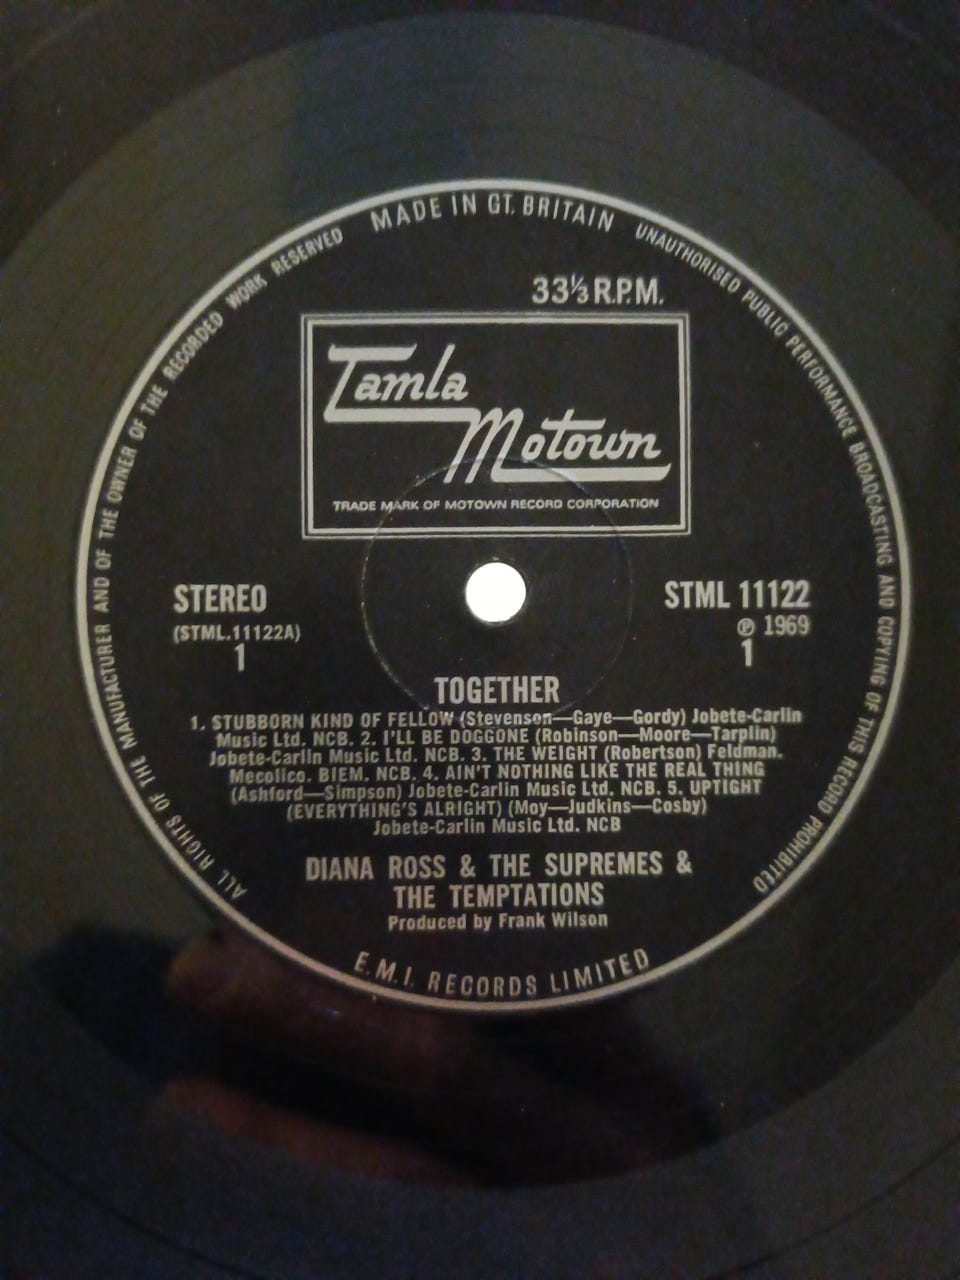 MADE IN GT. BRITAIN
UNAUTHORISED PUBLIC PERFORMANCE BROADCASTING AND COPYING OF THIS RECORD PROHIBITED
ALL RIGHTS OF THE MANUFACTURER AND OF THE OWNER OF THE RECORDED WORK RESERVED
33⅓ R.P.M.
Tamla
Motown
TRADE MARK OF MOTOWN RECORD CORPORATION
STEREO
(STML.11122A)
1
STML 11122
℗ 1969
1
TOGETHER
1. STUBBORN KIND OF FELLOW (Stevenson—Gaye—Gordy) Jobete-Carlin
Music Ltd. NCB. 2. I'LL BE DOGGONE (Robinson—Moore—Tarplin)
Jobete-Carlin Music Ltd. NCB. 3. THE WEIGHT (Robertson) Feldman.
Mecolico. BIEM. NCB. 4. AIN'T NOTHING LIKE THE REAL THING
(Ashford—Simpson) Jobete-Carlin Music Ltd. NCB. 5. UPTIGHT
(EVERYTHING'S ALRIGHT) (Moy—Judkins—Cosby)
Jobete-Carlin Music Ltd. NCB
DIANA ROSS & THE SUPREMES &
THE TEMPTATIONS
Produced by Frank Wilson
E.M.I. RECORDS LIMITED